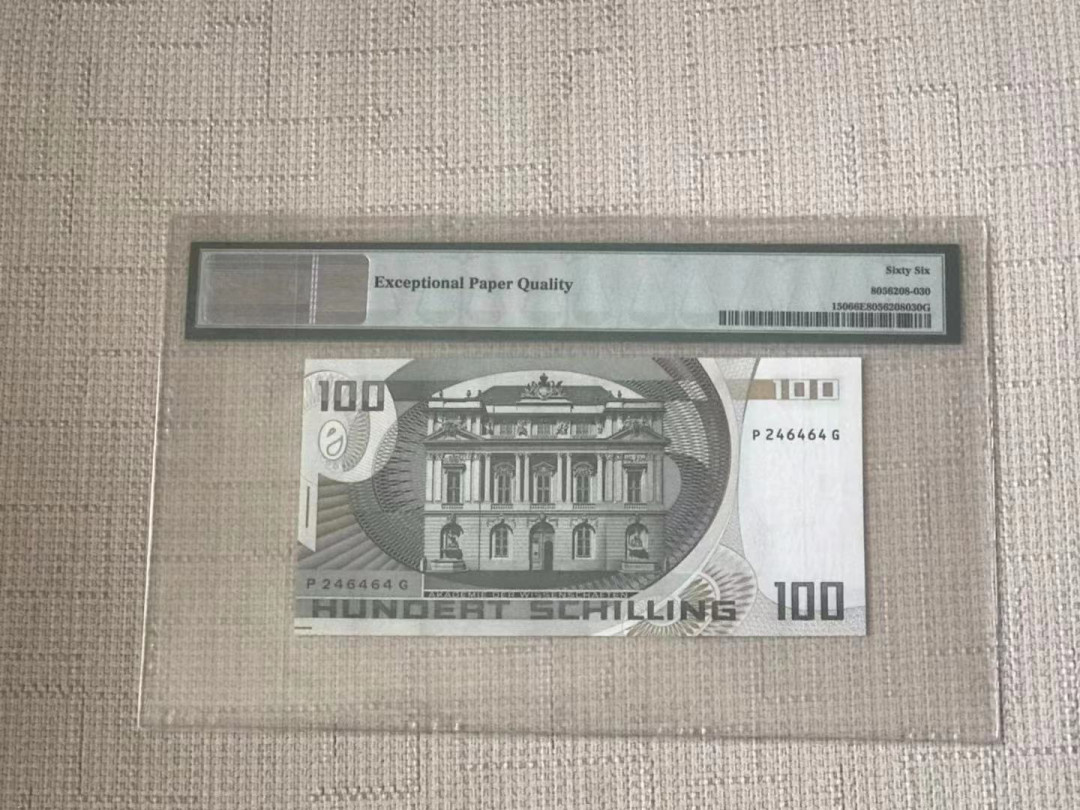 Exceptional Paper Quality
Sixty Six
8056208-030
15066E8056208030G
100
100
P 246464 G
P 246464 G
AKADEMIE DER WISSENSCHAFTEN
HUNDERT SCHILLING
100